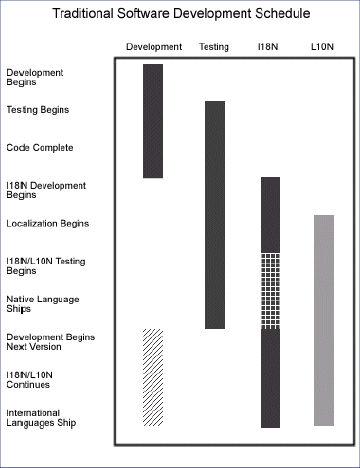 Traditional Software Development Schedule
Development Testing I18N L10N
Development
Begins
Testing Begins
Code Complete
I18N Development
Begins
Localization Begins
I18N/L10N Testing
Begins
Native Language
Ships
Development Begins
Next Version
I18N/L10N
Continues
International
Languages Ship